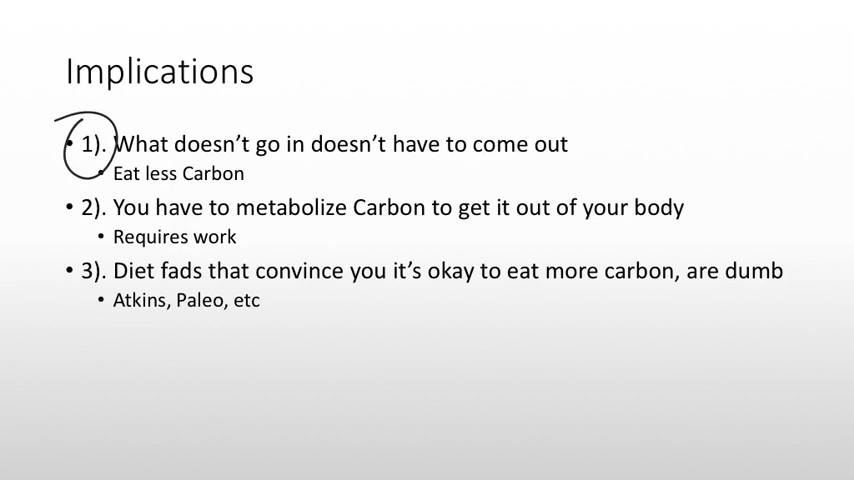 Implications
• 1). What doesn't go in doesn't have to come out
• Eat less Carbon
• 2). You have to metabolize Carbon to get it out of your body
• Requires work
• 3). Diet fads that convince you it's okay to eat more carbon, are dumb
• Atkins, Paleo, etc